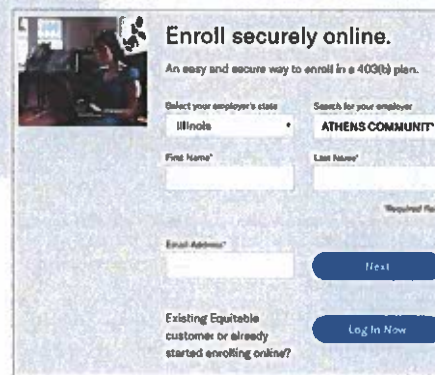 Enroll securely online.
An easy and secure way to enroll in a 403(b) plan.
Select your employer's state
Search for your employer
Illinois
ATHENS COMMUNITY
First Name*
Last Name*
*Required
Email Address*
Next
Existing Equitable
customer or already
started enrolling online?
Log In Now